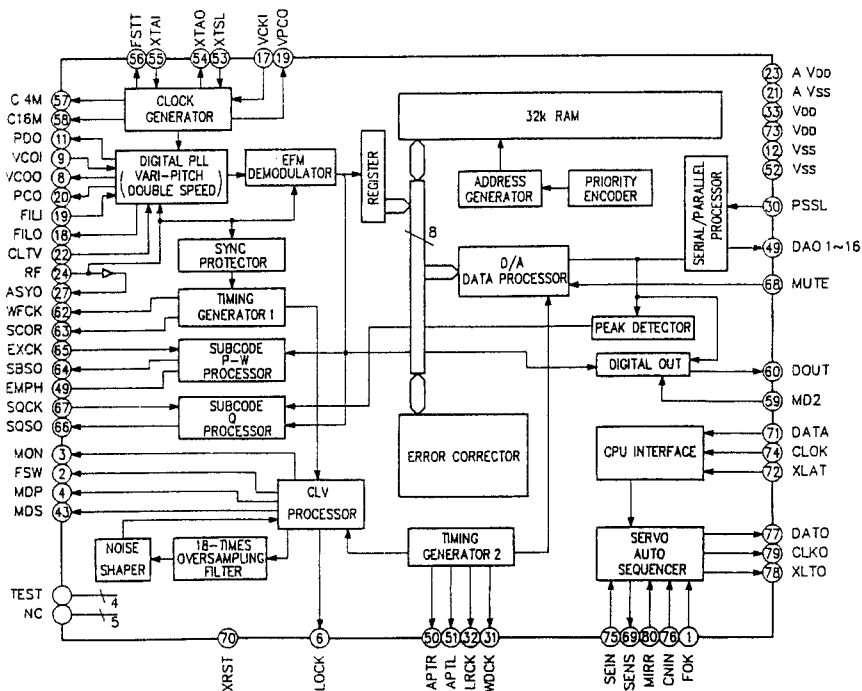 FSTT
XTAI
XTAO
XTSL
VCKI
VPCO
56
55
54
53
17
19
C 4M 57
C16M 58
PDO 11
VCOI 9
VCOO 8
PCO 20
FILI 19
FILO 18
CLTV 22
RF 24
ASYO 27
WFCK 62
SCOR 63
EXCK 65
SBSO 64
EMPH 49
SQCK 67
SQSO 66
MON 3
FSW 2
MDP 4
MDS 43
TEST 4
NC 5
CLOCK
GENERATOR
DIGITAL PLL
VARI-PITCH
(DOUBLE SPEED)
EFM
DEMODULATOR
REGISTER
SYNC
PROTECTOR
TIMING
GENERATOR 1
SUBCODE
P-W
PROCESSOR
SUBCODE
Q
PROCESSOR
CLV
PROCESSOR
NOISE
SHAPER
18-TIMES
OVERSAMPLING
FILTER
32k RAM
8
ADDRESS
GENERATOR
PRIORITY
ENCODER
SERIAL/PARALLEL
PROCESSOR
D/A
DATA PROCESSOR
PEAK DETECTOR
DIGITAL OUT
ERROR CORRECTOR
CPU INTERFACE
TIMING
GENERATOR 2
SERVO
AUTO
SEQUENCER
23 A VDD
21 A VSS
33 VDD
73 VDD
12 VSS
52 VSS
30 PSSL
49 DAO 1~16
68 MUTE
60 DOUT
59 MD2
71 DATA
74 CLOK
72 XLAT
77 DATO
79 CLKO
78 XLTO
70
6
50
51
32
31
75
69
80
76
1
XRST
LOCK
APTR
APTL
LRCK
WDCK
SEIN
SENS
MIRR
CNIN
FOK